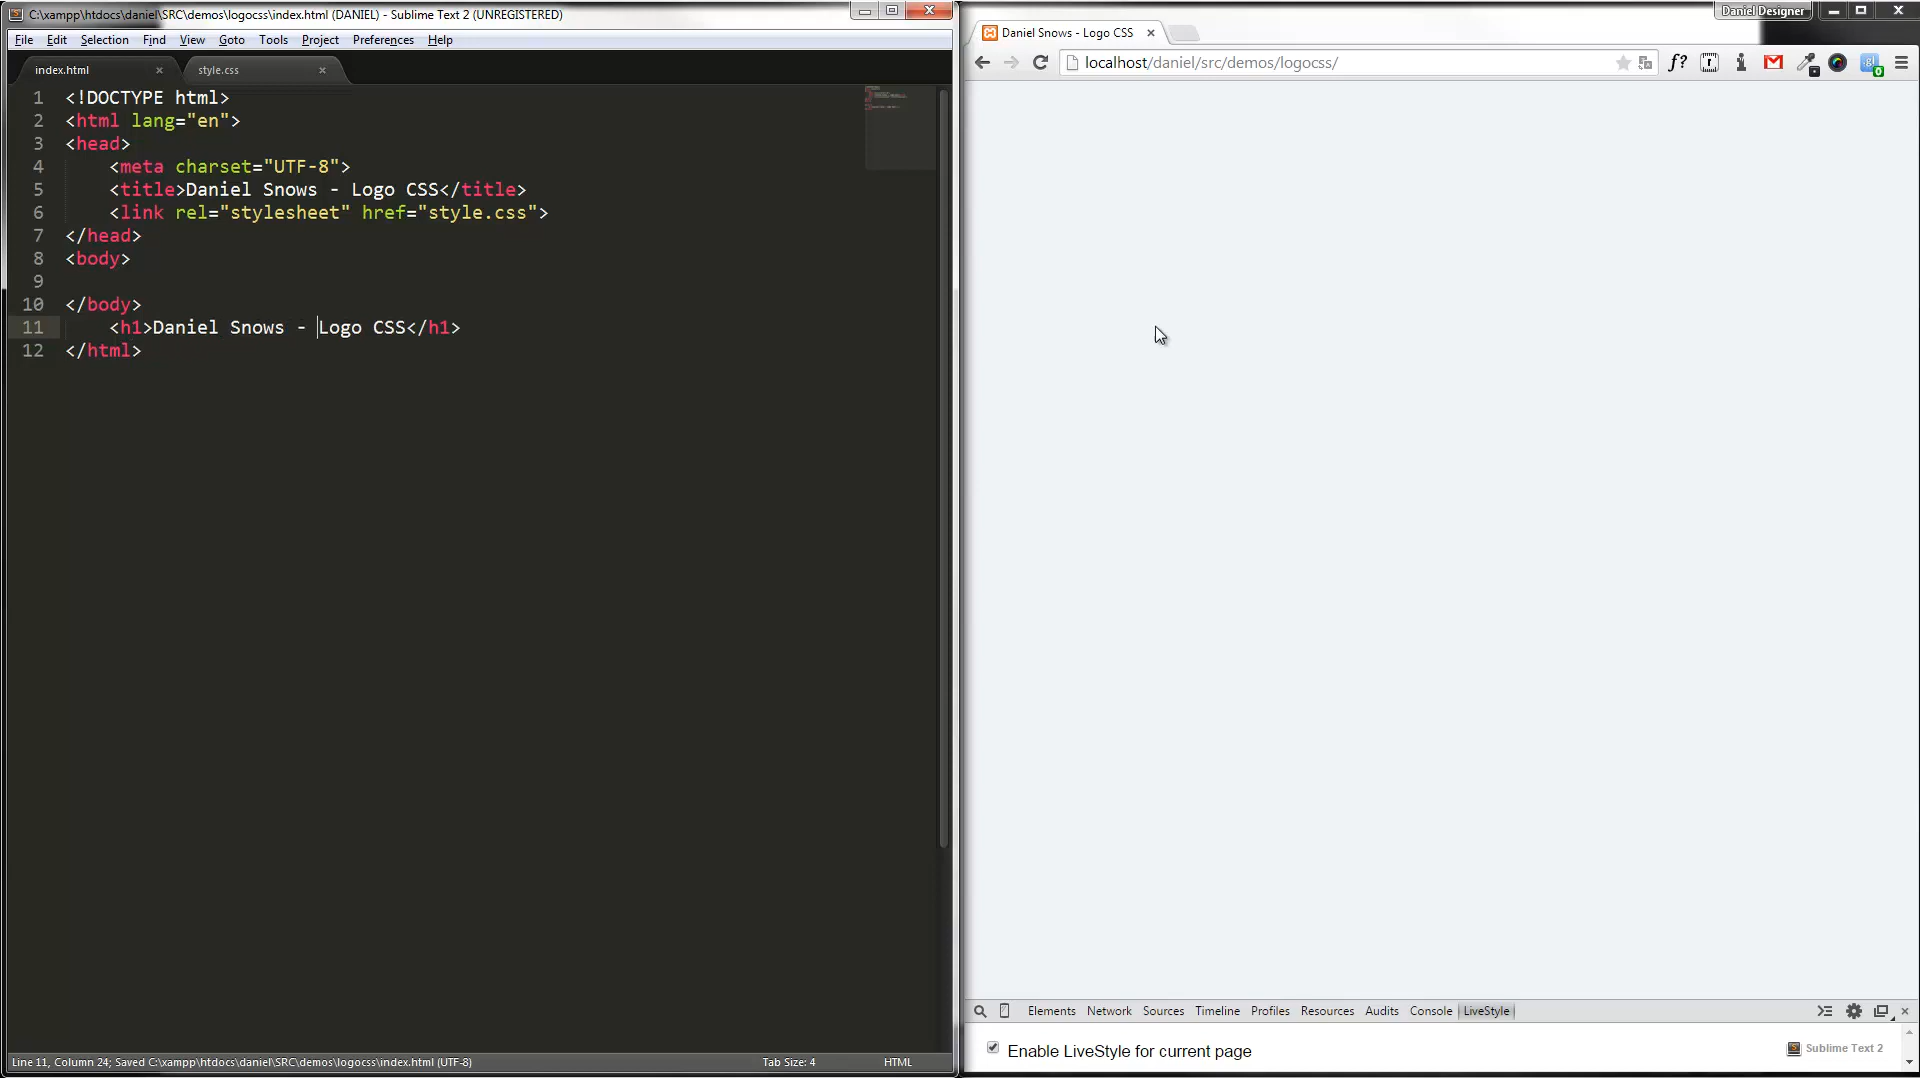 C:\xampp\htdocs\daniel\SRC\demos\logocss\index.html (DANIEL) - Sublime Text 2 (UNREGISTERED)
File Edit Selection Find View Goto Tools Project Preferences Help
index.html × style.css ×
1 <!DOCTYPE html>
2 <html lang="en">
3 <head>
4 <meta charset="UTF-8">
5 <title>Daniel Snows - Logo CSS</title>
6 <link rel="stylesheet" href="style.css">
7 </head>
8 <body>
9
10 </body>
11 <h1>Daniel Snows - Logo CSS</h1>
12 </html>
Line 11, Column 24; Saved C:\xampp\htdocs\daniel\SRC\demos\logocss\index.html (UTF-8) Tab Size: 4 HTML
Daniel Designer
Daniel Snows - Logo CSS ×
localhost/daniel/src/demos/logocss/
f?
0
Elements Network Sources Timeline Profiles Resources Audits Console LiveStyle
Enable LiveStyle for current page
Sublime Text 2